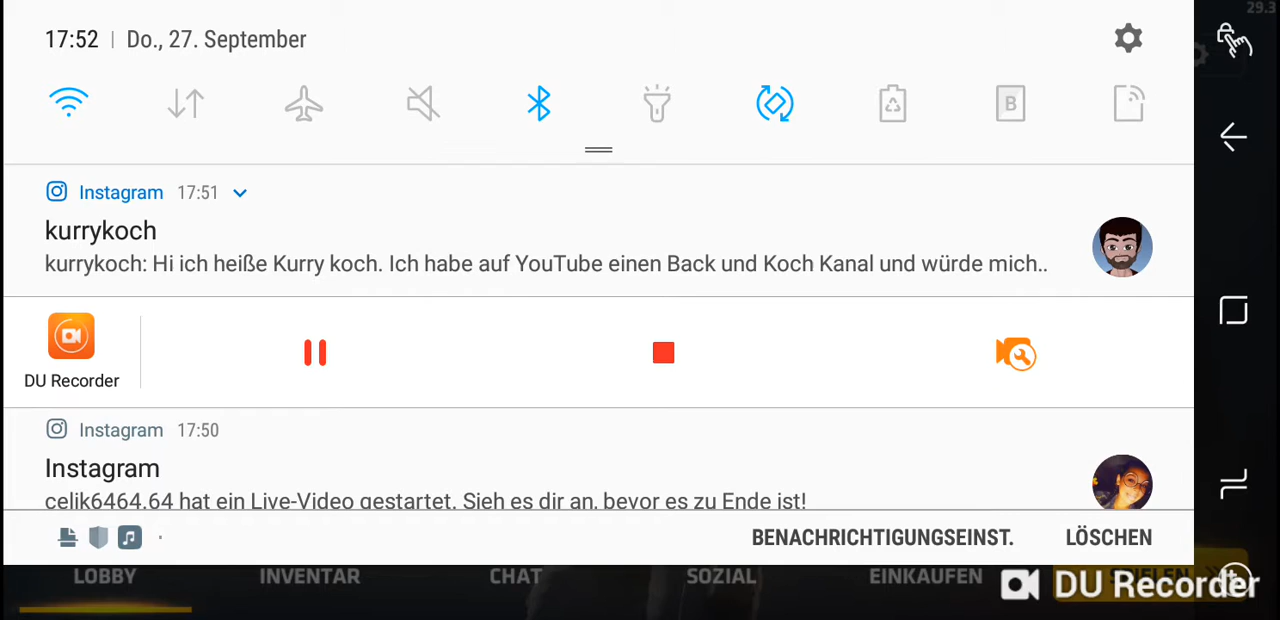 29.3
17:52 | Do., 27. September
B
Instagram 17:51
kurrykoch
kurrykoch: Hi ich heiße Kurry koch. Ich habe auf YouTube einen Back und Koch Kanal und würde mich..
DU Recorder
Instagram 17:50
Instagram
celik6464.64 hat ein Live-Video gestartet. Sieh es dir an, bevor es zu Ende ist!
BENACHRICHTIGUNGSEINST. LÖSCHEN
LOBBY INVENTAR CHAT SOZIAL EINKAUFEN SPIELEN
DU Recorder